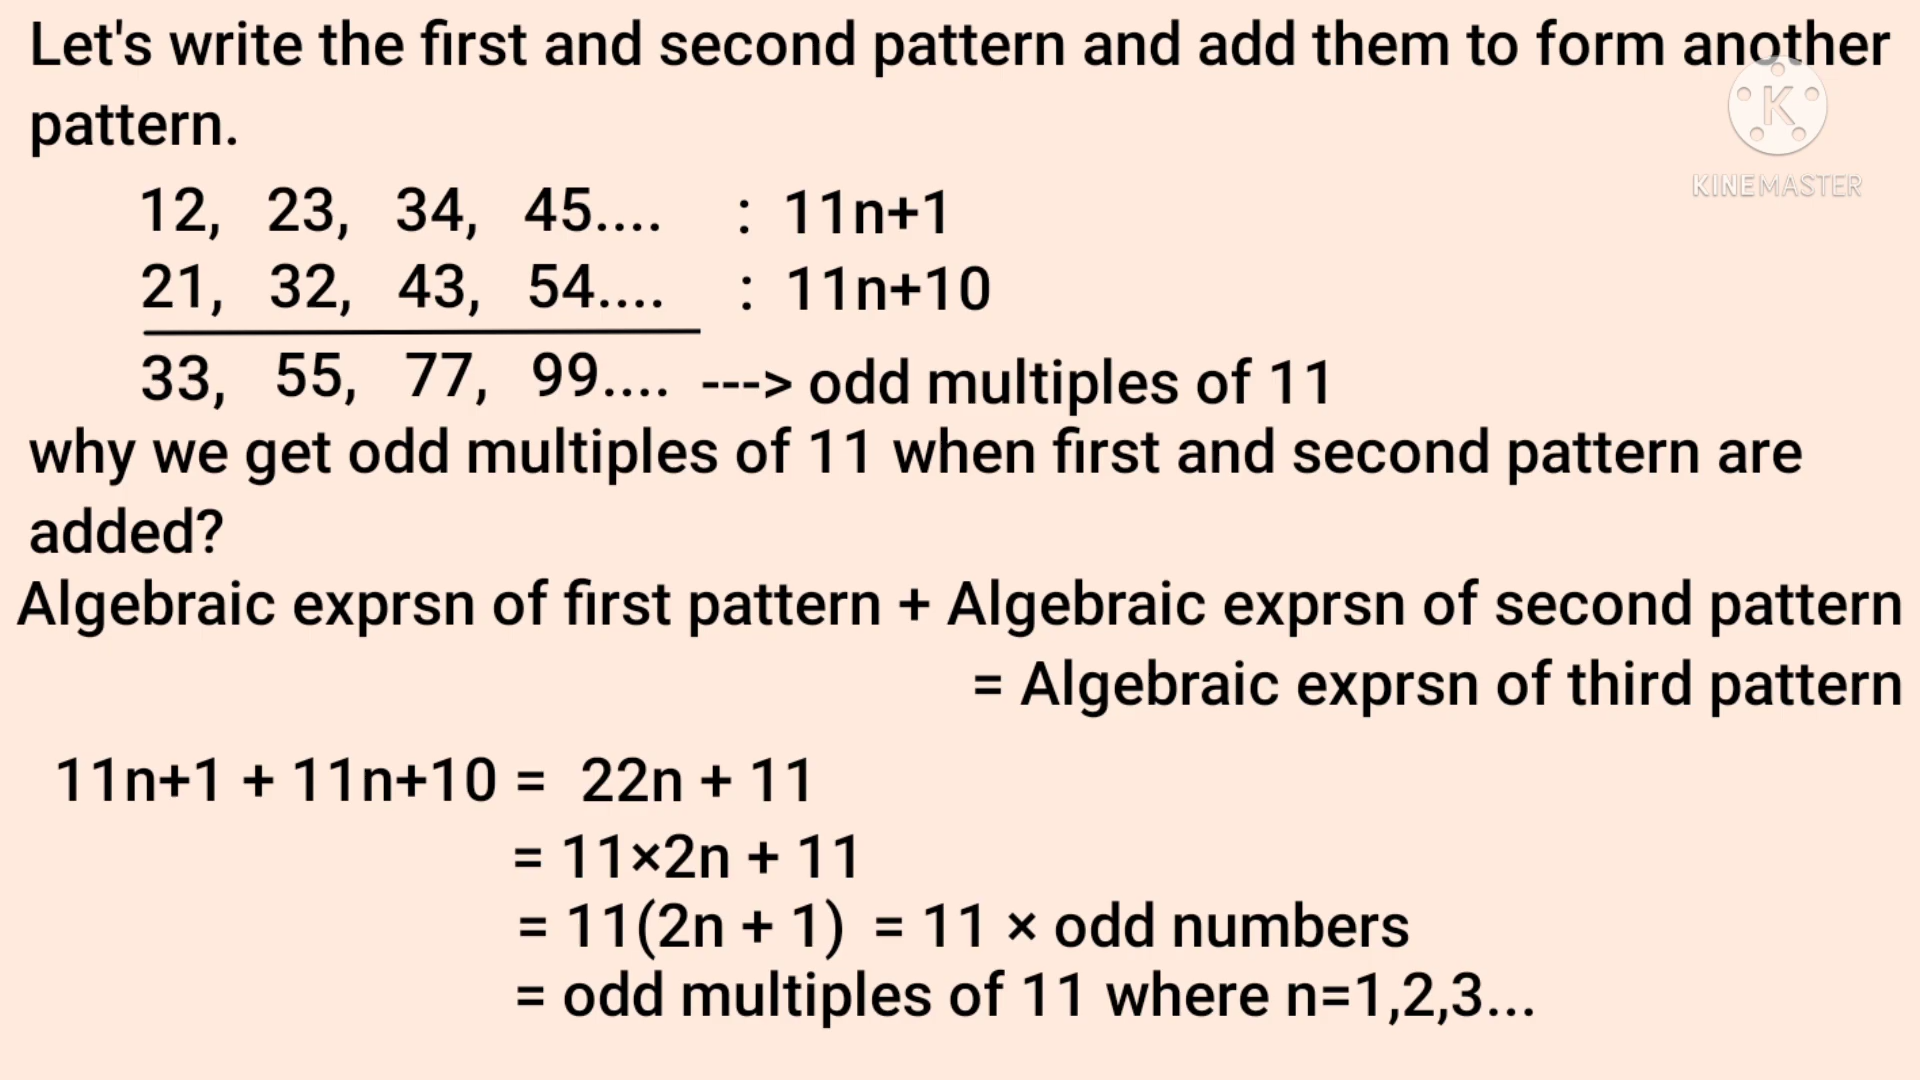 Let's write the first and second pattern and add them to form another
pattern.
K
KINEMASTER
12, 23, 34, 45.... : 11n+1
21, 32, 43, 54.... : 11n+10
33, 55, 77, 99.... ---> odd multiples of 11
why we get odd multiples of 11 when first and second pattern are
added?
Algebraic exprsn of first pattern + Algebraic exprsn of second pattern
= Algebraic exprsn of third pattern
11n+1 + 11n+10 = 22n + 11
= 11×2n + 11
= 11(2n + 1) = 11 × odd numbers
= odd multiples of 11 where n=1,2,3...